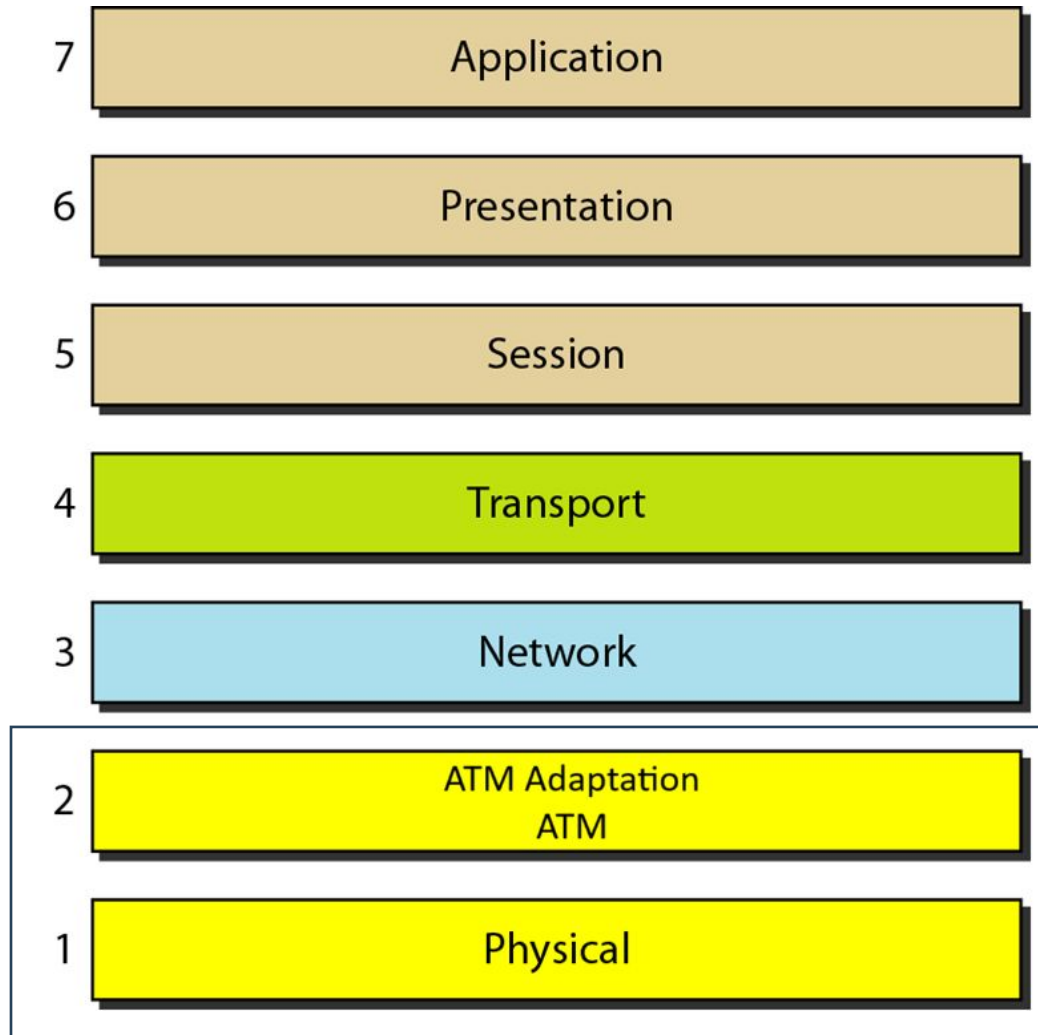 7 Application
6 Presentation
5 Session
4 Transport
3 Network
2 ATM Adaptation
ATM
1 Physical